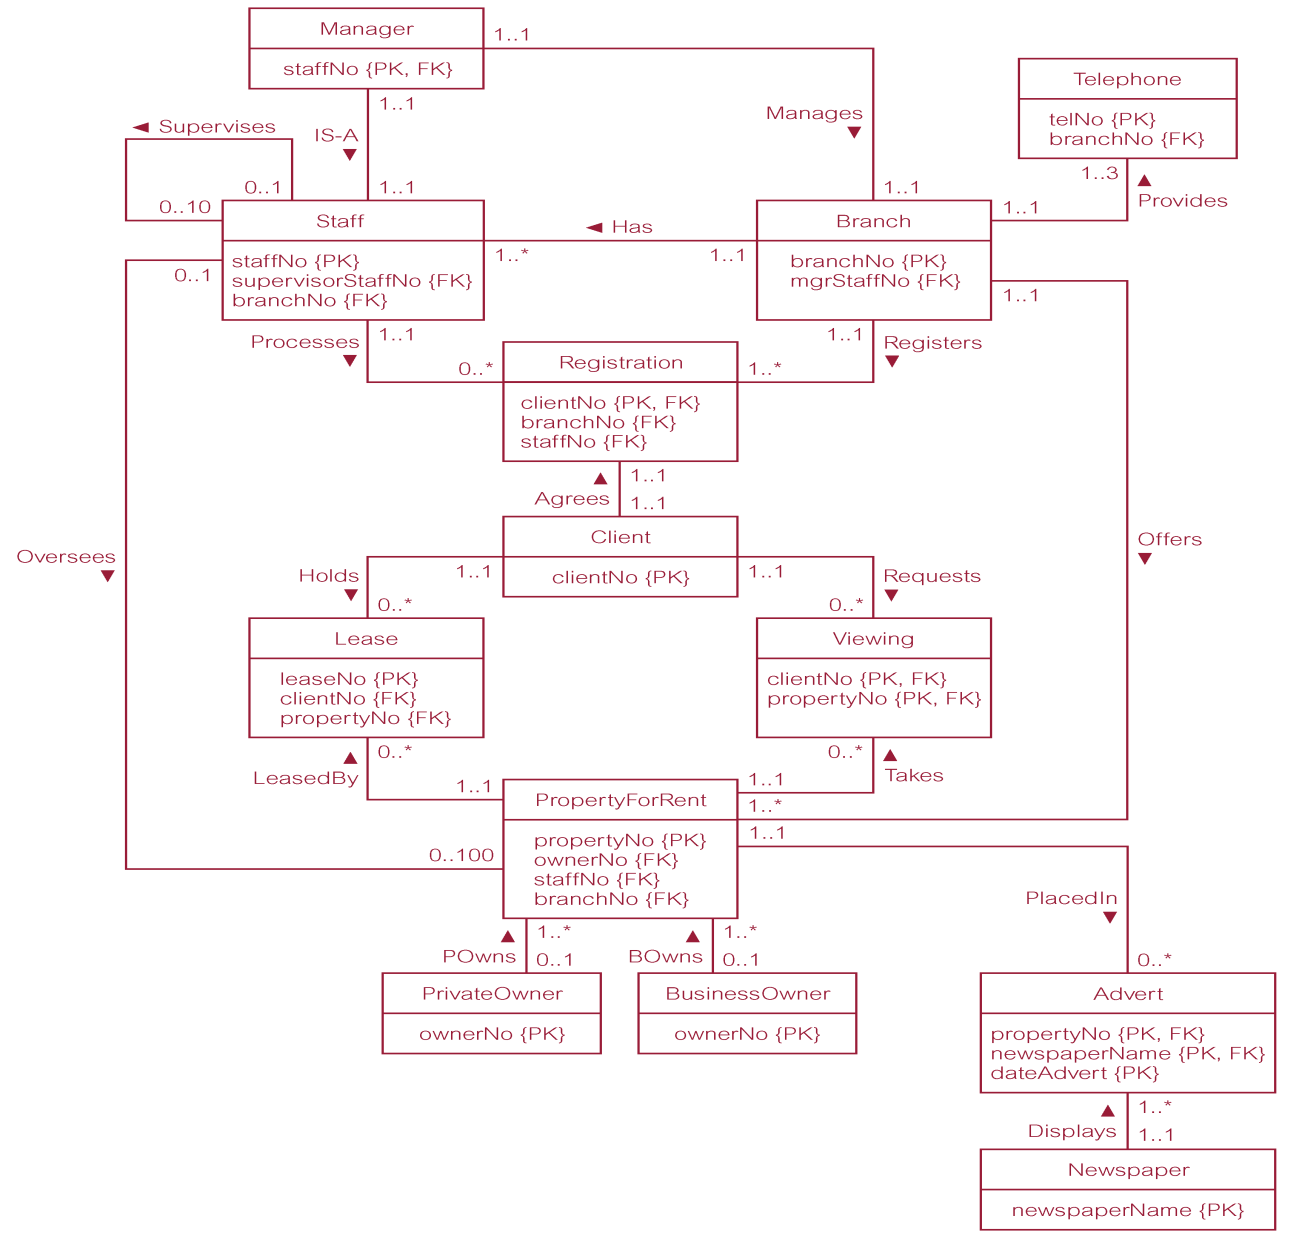 Manager
staffNo {PK, FK}
1..1
Telephone
telNo {PK}
branchNo {FK}
1..3
Provides
1..1
Manages
1..1
Supervises
0..1
0..10
IS-A
1..1
1..1
Staff
staffNo {PK}
supervisorStaffNo {FK}
branchNo {FK}
Has
1..*
1..1
Branch
branchNo {PK}
mgrStaffNo {FK}
1..1
0..1
Processes
1..1
0..*
Registration
clientNo {PK, FK}
branchNo {FK}
staffNo {FK}
1..1
Registers
1..*
Agrees
1..1
1..1
Oversees
Offers
Client
clientNo {PK}
Holds
1..1
0..*
1..1
Requests
0..*
Lease
leaseNo {PK}
clientNo {FK}
propertyNo {FK}
Viewing
clientNo {PK, FK}
propertyNo {PK, FK}
0..*
LeasedBy
1..1
0..*
Takes
1..1
1..*
1..1
0..100
PropertyForRent
propertyNo {PK}
ownerNo {FK}
staffNo {FK}
branchNo {FK}
PlacedIn
0..*
POwns
1..*
0..1
BOwns
1..*
0..1
PrivateOwner
ownerNo {PK}
BusinessOwner
ownerNo {PK}
Advert
propertyNo {PK, FK}
newspaperName {PK, FK}
dateAdvert {PK}
Displays
1..*
1..1
Newspaper
newspaperName {PK}